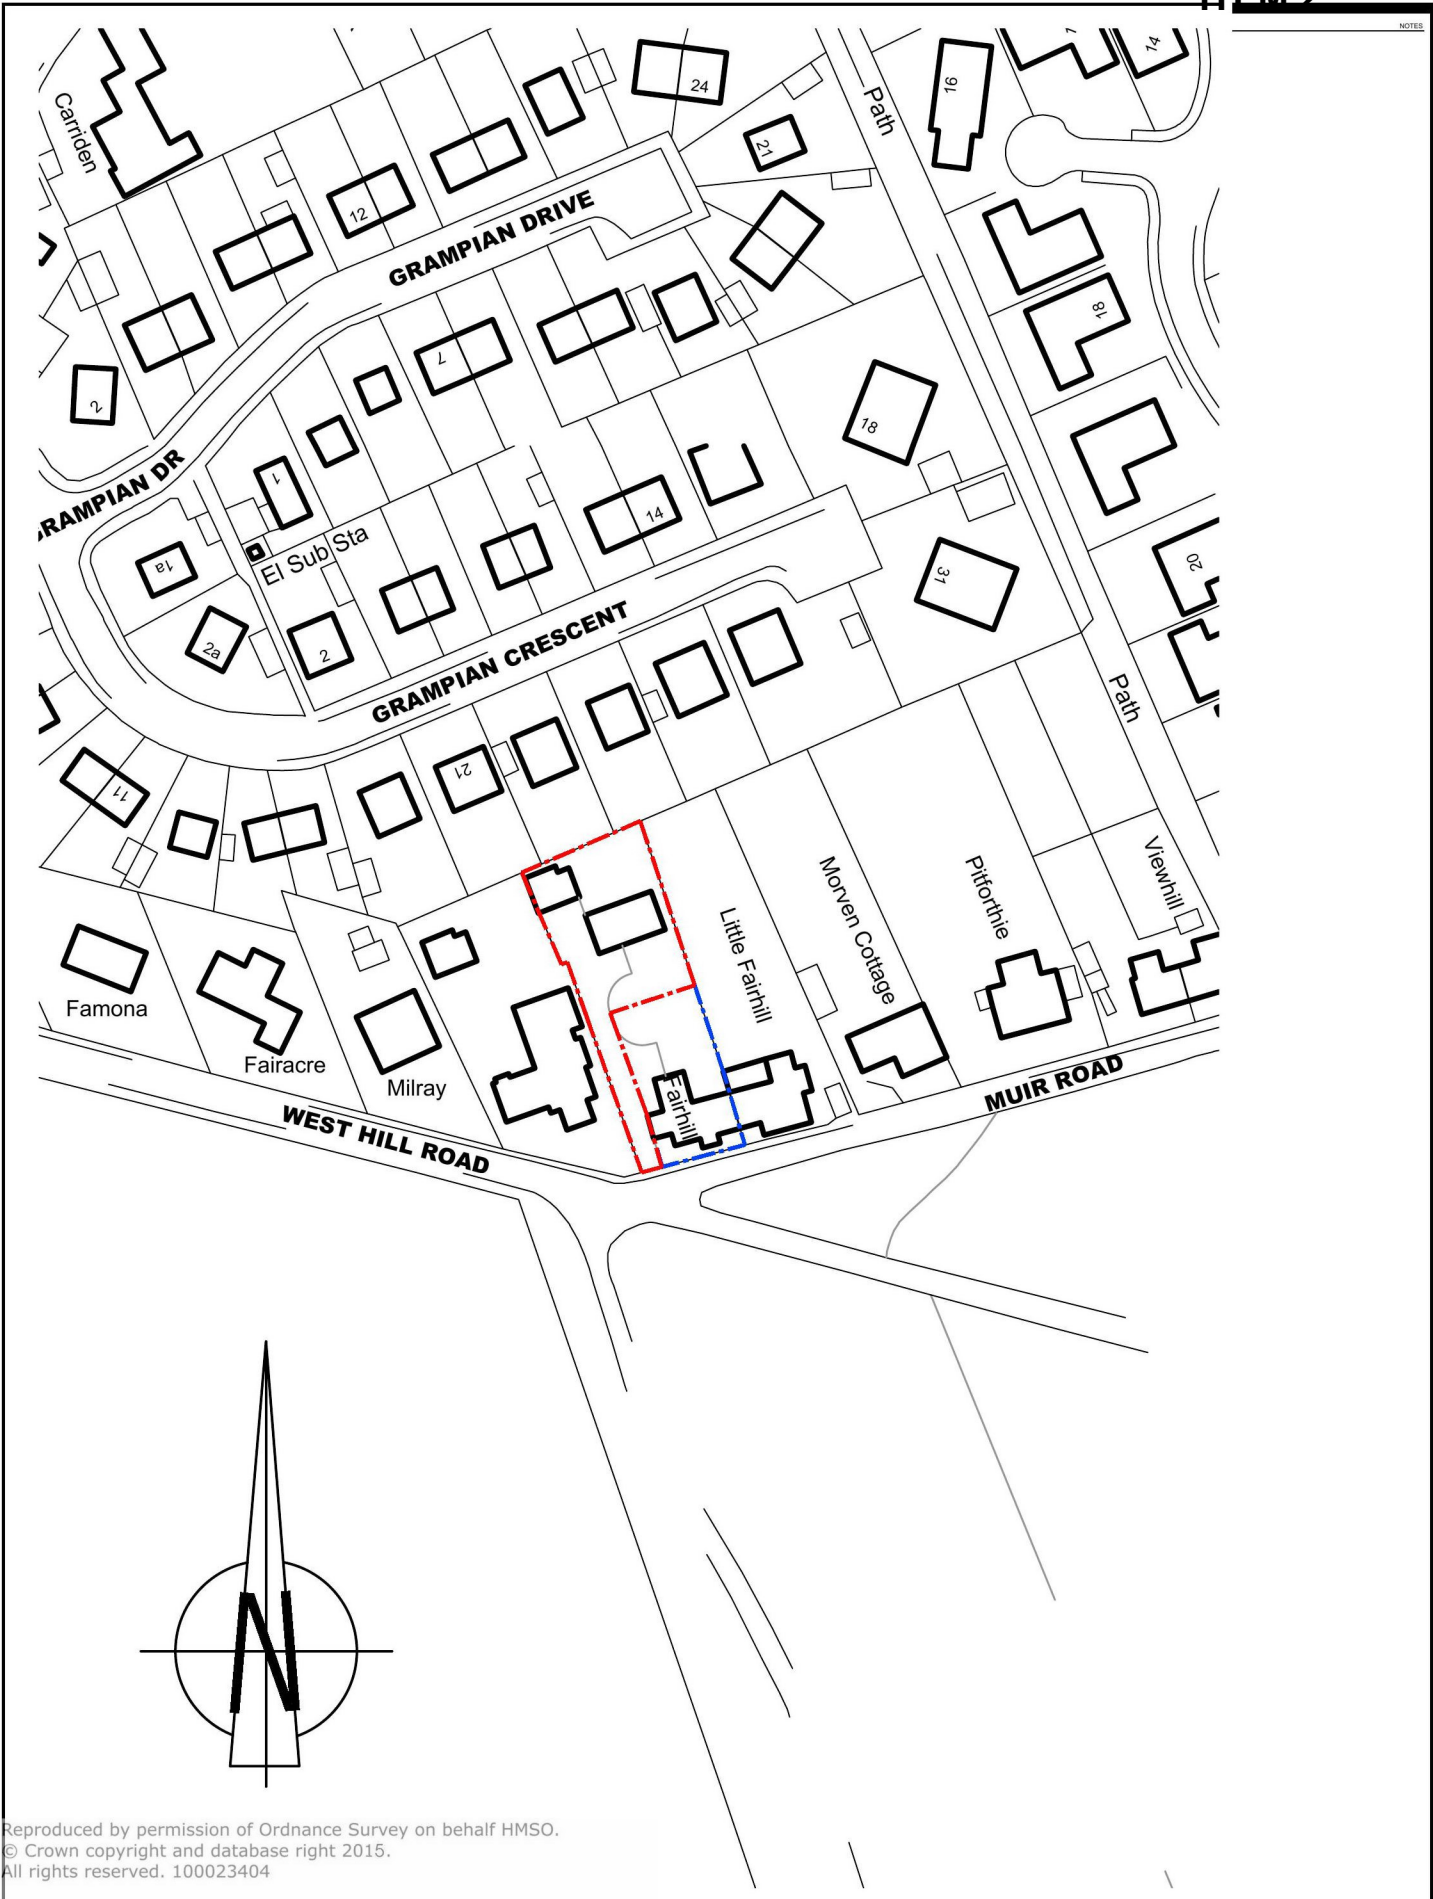 NOTES
14
Carriden
24
16
Path
21
12
GRAMPIAN DRIVE
18
7
2
18
GRAMPIAN DR
1
14
El Sub Sta
1a
20
31
2a
2
GRAMPIAN CRESCENT
Path
21
11
Viewhill
Pitforthie
Morven Cottage
Little Fairhill
Famona
Fairacre
Milray
Fairhill
MUIR ROAD
WEST HILL ROAD
N
Reproduced by permission of Ordnance Survey on behalf HMSO.
© Crown copyright and database right 2015.
All rights reserved. 100023404